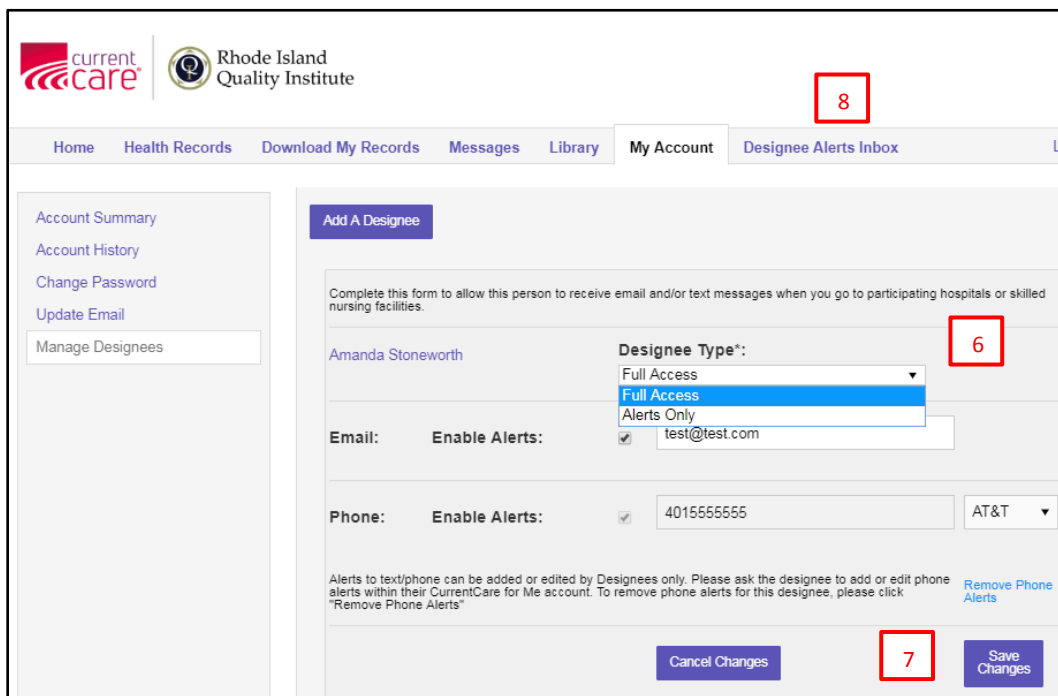 current
care®
Rhode Island
Quality Institute
8
Home Health Records Download My Records Messages Library My Account Designee Alerts Inbox
Account Summary
Account History
Change Password
Update Email
Manage Designees
Add A Designee
Complete this form to allow this person to receive email and/or text messages when you go to participating hospitals or skilled
nursing facilities.
6
Amanda Stoneworth
Designee Type*:
Full Access
Full Access
Alerts Only
Email: Enable Alerts: test@test.com
Phone: Enable Alerts: 4015555555 AT&T
Alerts to text/phone can be added or edited by Designees only. Please ask the designee to add or edit phone
alerts within their CurrentCare for Me account. To remove phone alerts for this designee, please click
"Remove Phone Alerts"
Remove Phone
Alerts
Cancel Changes
7
Save
Changes